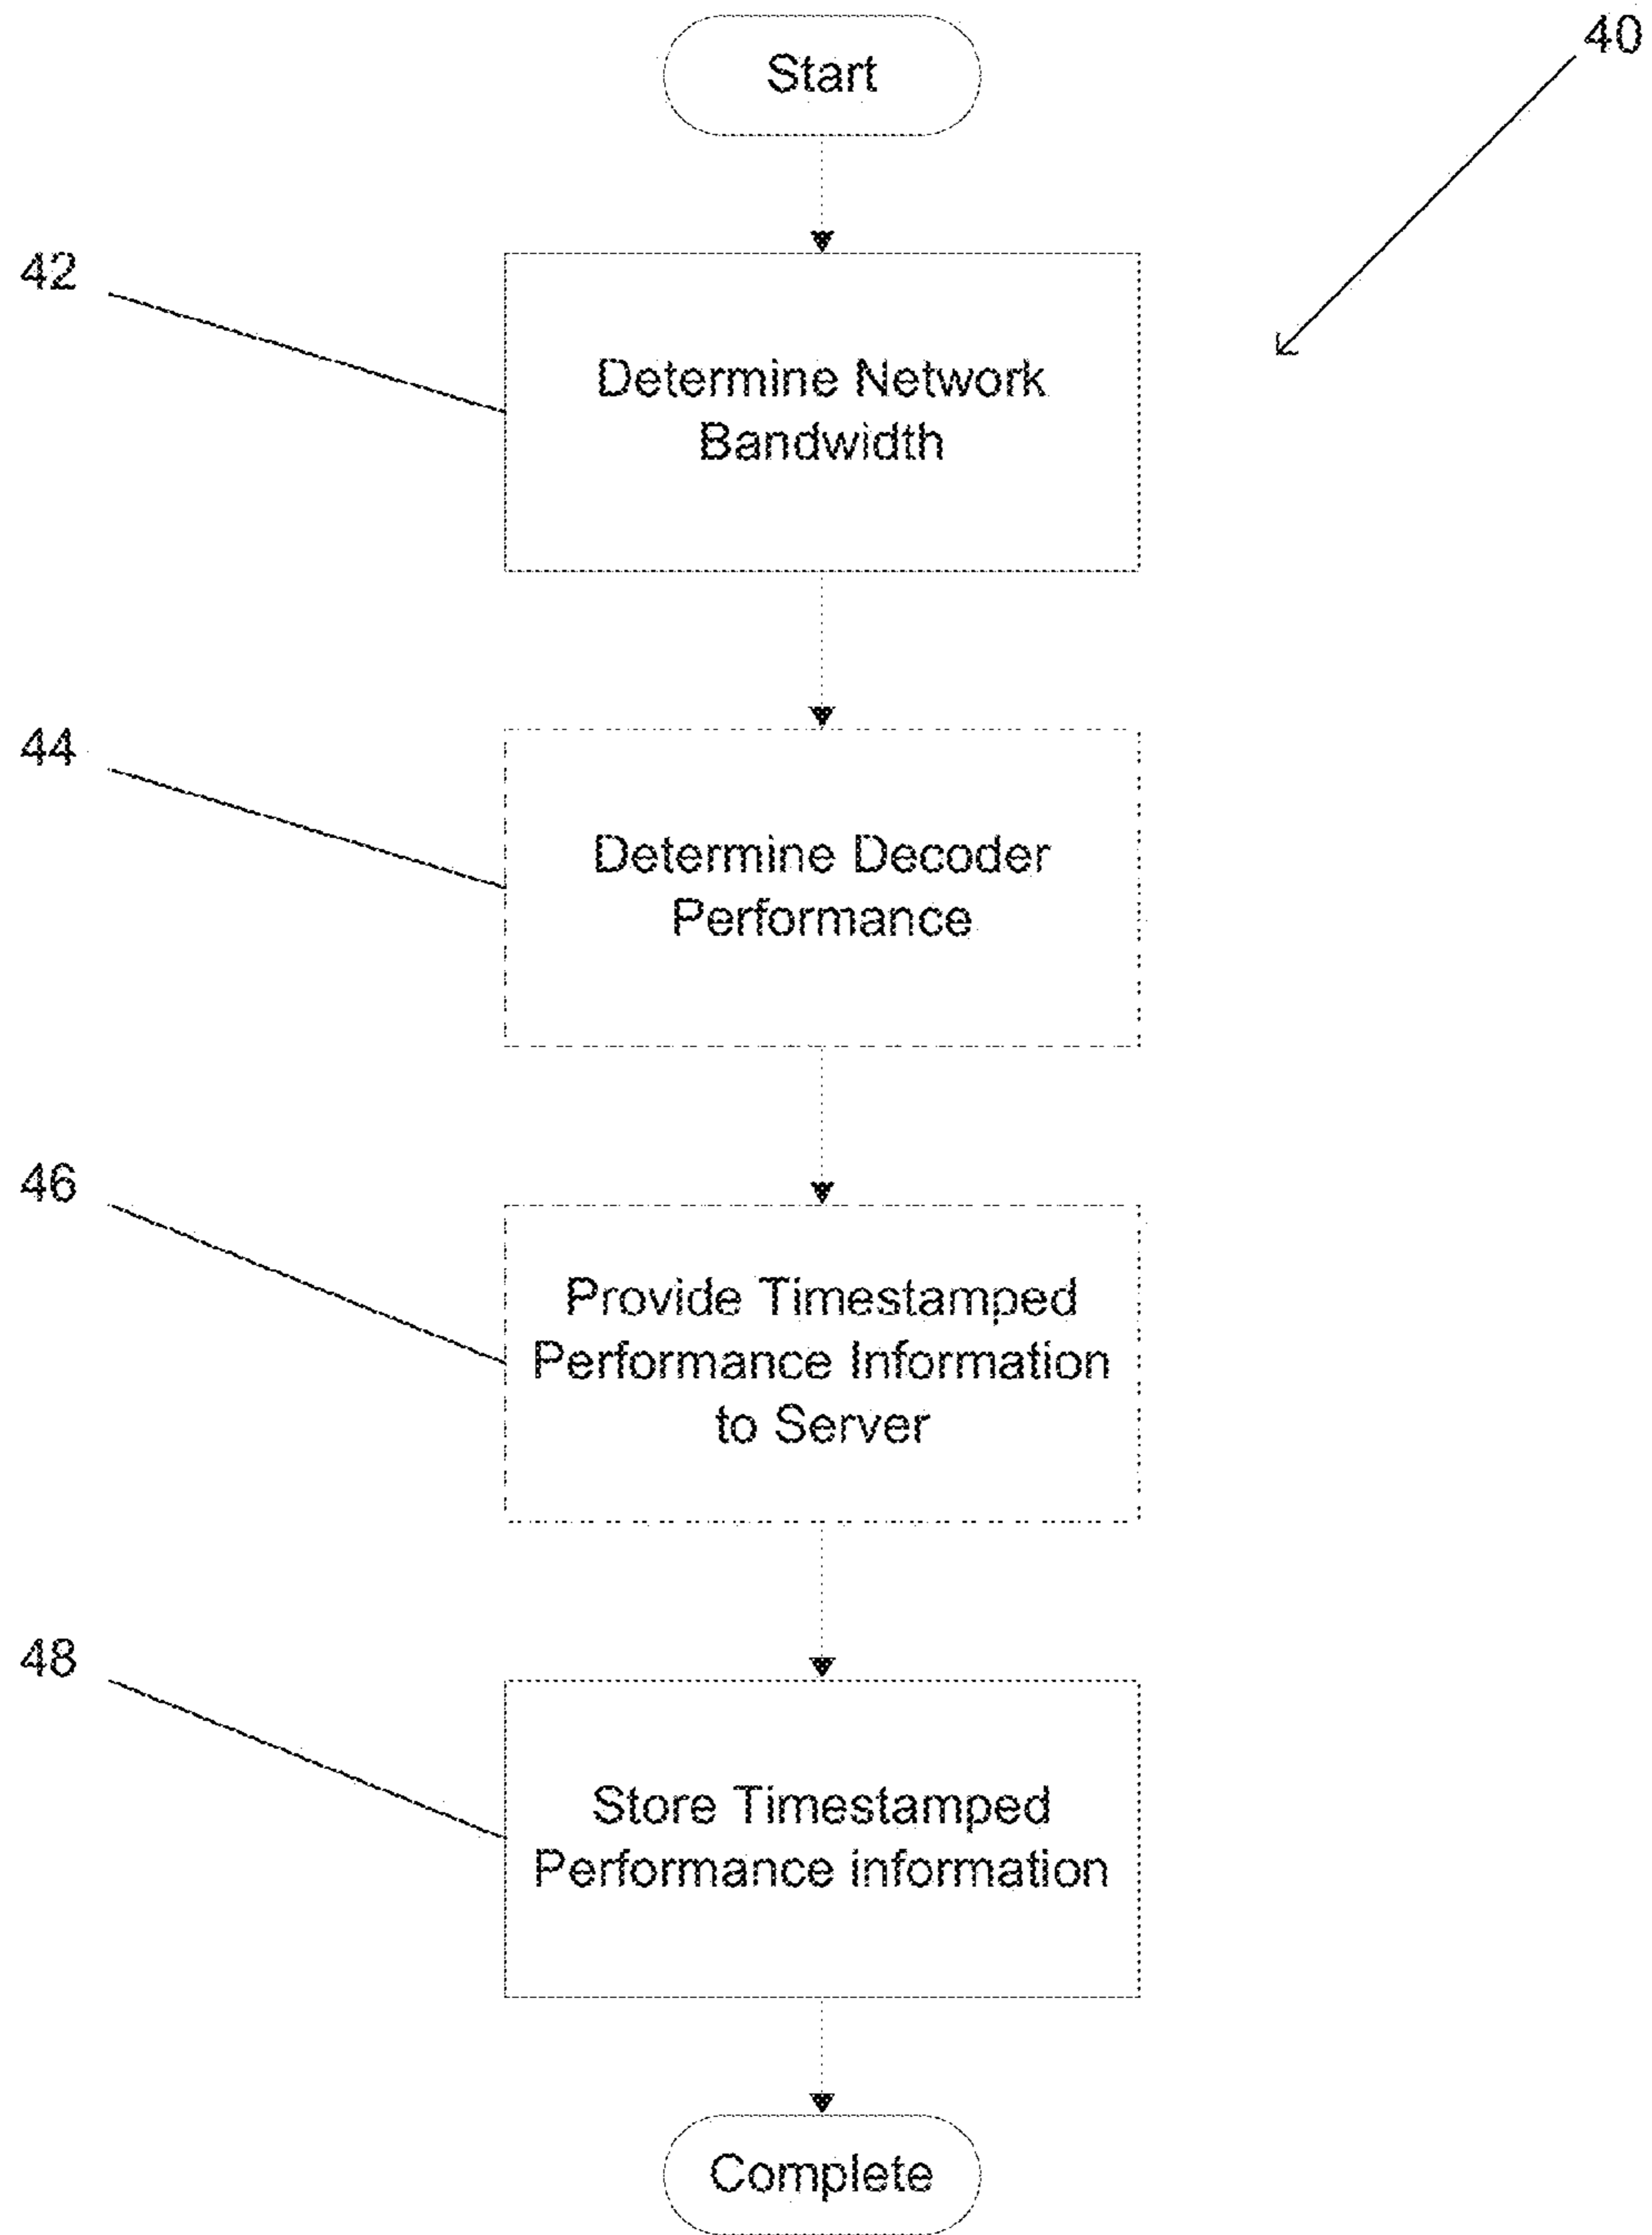 Start
40
42
Determine Network
Bandwidth
44
Determine Decoder
Performance
46
Provide Timestamped
Performance Information
to Server
48
Store Timestamped
Performance information
Complete